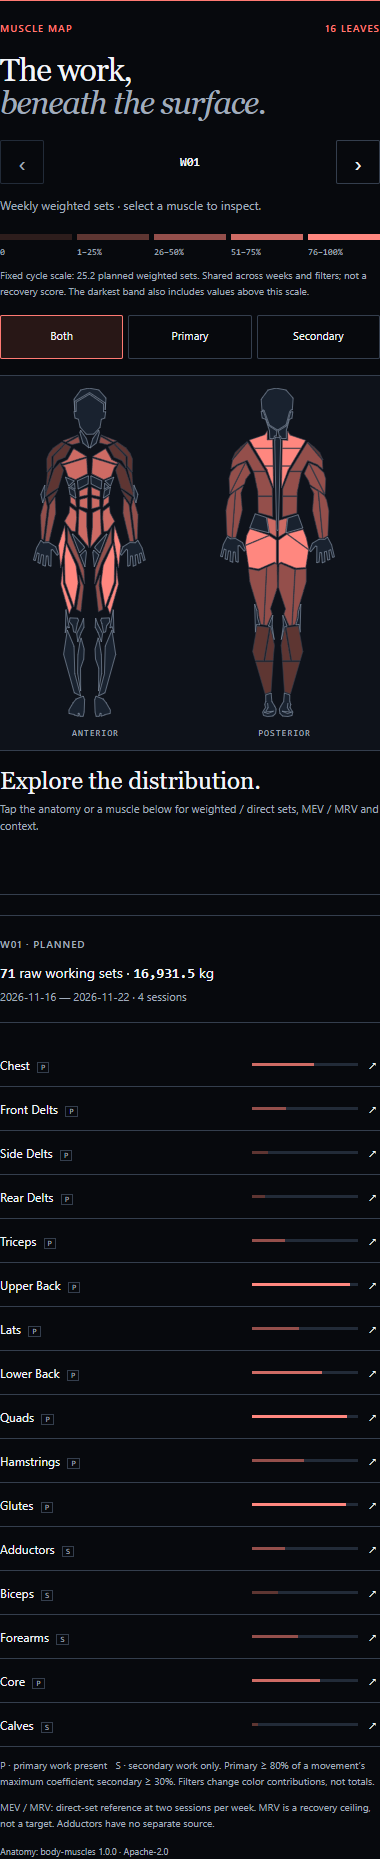 MUSCLE MAP
16 LEAVES
The work,
beneath the surface.
‹ W01 ›
Weekly weighted sets · select a muscle to inspect.
0 1–25% 26–50% 51–75% 76–100%
Fixed cycle scale: 25.2 planned weighted sets. Shared across weeks and filters; not a
recovery score. The darkest band also includes values above this scale.
Both Primary Secondary
ANTERIOR POSTERIOR
Explore the distribution.
Tap the anatomy or a muscle below for weighted / direct sets, MEV / MRV and
context.
W01 · PLANNED
71 raw working sets · 16,931.5 kg
2026-11-16 — 2026-11-22 · 4 sessions
Chest P ↗
Front Delts P ↗
Side Delts P ↗
Rear Delts P ↗
Triceps P ↗
Upper Back P ↗
Lats P ↗
Lower Back P ↗
Quads P ↗
Hamstrings P ↗
Glutes P ↗
Adductors S ↗
Biceps S ↗
Forearms S ↗
Core P ↗
Calves S ↗
P · primary work present S · secondary work only. Primary ≥ 80% of a movement's
maximum coefficient; secondary ≥ 30%. Filters change color contributions, not totals.
MEV / MRV: direct-set reference at two sessions per week. MRV is a recovery ceiling,
not a target. Adductors have no separate source.
Anatomy: body-muscles 1.0.0 · Apache-2.0